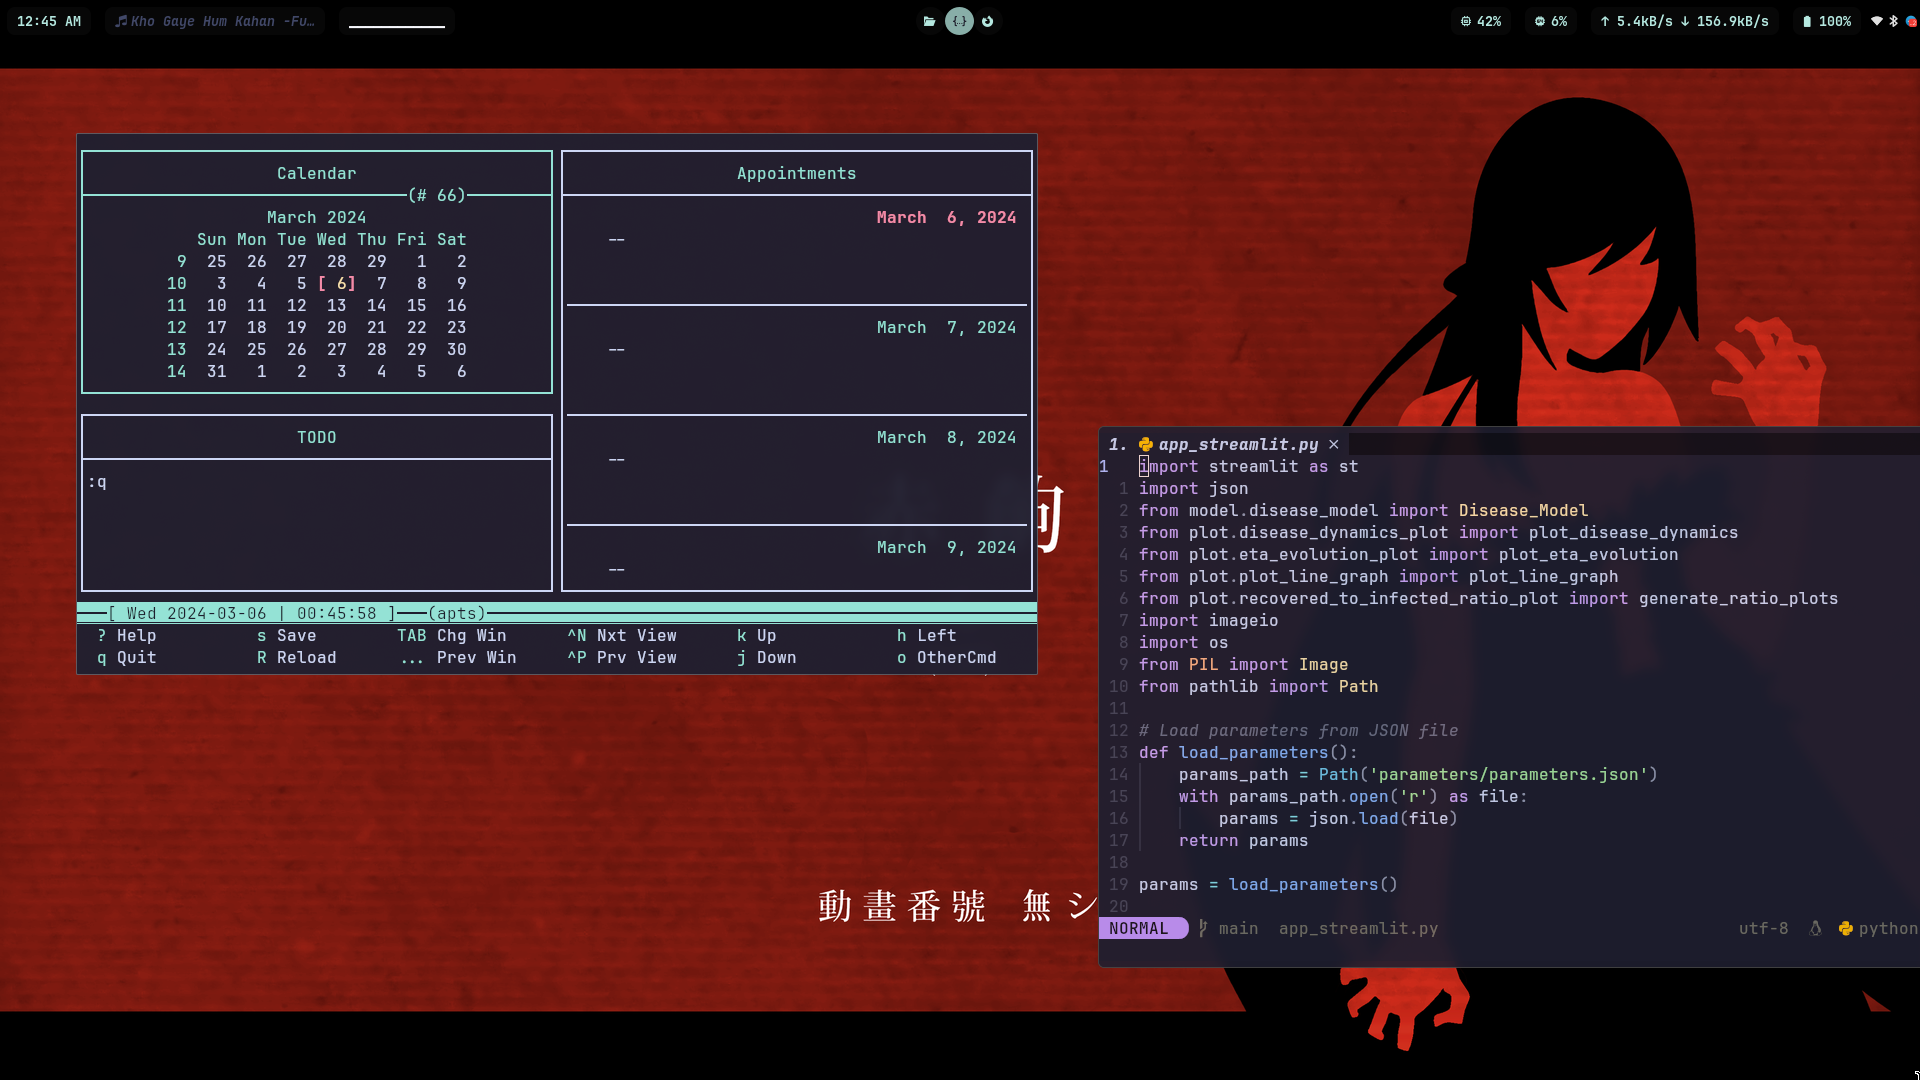 12:45 AM
Kho Gaye Hum Kahan -Fu…
42%
6%
↑ 5.4kB/s ↓ 156.9kB/s
100%
Calendar
(# 66)
March 2024
Sun Mon Tue Wed Thu Fri Sat
9 25 26 27 28 29 1 2
10 3 4 5 [ 6] 7 8 9
11 10 11 12 13 14 15 16
12 17 18 19 20 21 22 23
13 24 25 26 27 28 29 30
14 31 1 2 3 4 5 6
TODO
:q
Appointments
March 6, 2024
--
March 7, 2024
--
March 8, 2024
--
March 9, 2024
--
[ Wed 2024-03-06 | 00:45:58 ] (apts)
? Help s Save TAB Chg Win ^N Nxt View k Up h Left
q Quit R Reload ... Prev Win ^P Prv View j Down o OtherCmd
1. app_streamlit.py ×
1 import streamlit as st
1 import json
2 from model.disease_model import Disease_Model
3 from plot.disease_dynamics_plot import plot_disease_dynamics
4 from plot.eta_evolution_plot import plot_eta_evolution
5 from plot.plot_line_graph import plot_line_graph
6 from plot.recovered_to_infected_ratio_plot import generate_ratio_plots
7 import imageio
8 import os
9 from PIL import Image
10 from pathlib import Path
11
12 # Load parameters from JSON file
13 def load_parameters():
14     params_path = Path('parameters/parameters.json')
15     with params_path.open('r') as file:
16         params = json.load(file)
17     return params
18
19 params = load_parameters()
20
NORMAL main app_streamlit.py utf-8 python
動畫番號 無シ